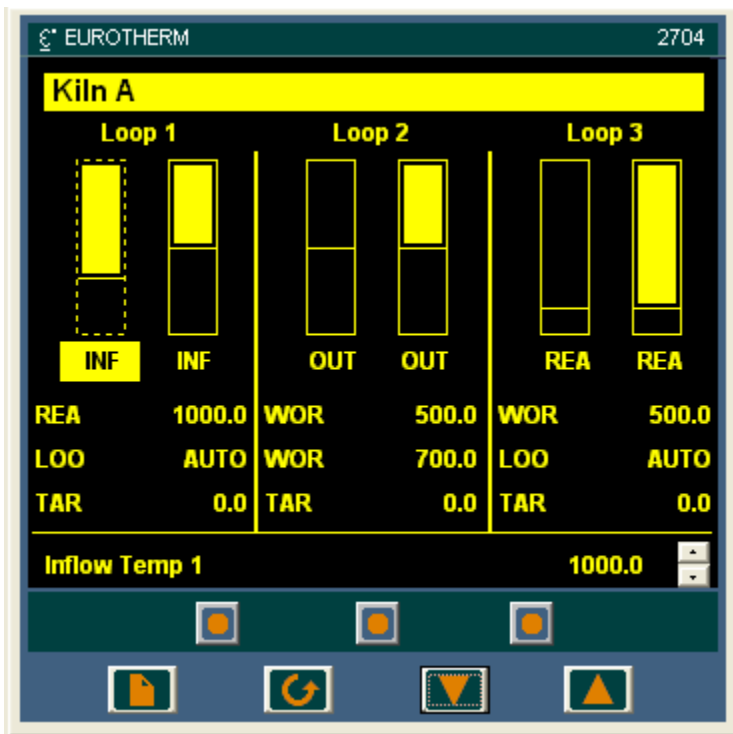 EUROTHERM 2704
Kiln A
Loop 1 Loop 2 Loop 3
INF INF OUT OUT REA REA
REA 1000.0 WOR 500.0 WOR 500.0
LOO AUTO WOR 700.0 LOO AUTO
TAR 0.0 TAR 0.0 TAR 0.0
Inflow Temp 1 1000.0